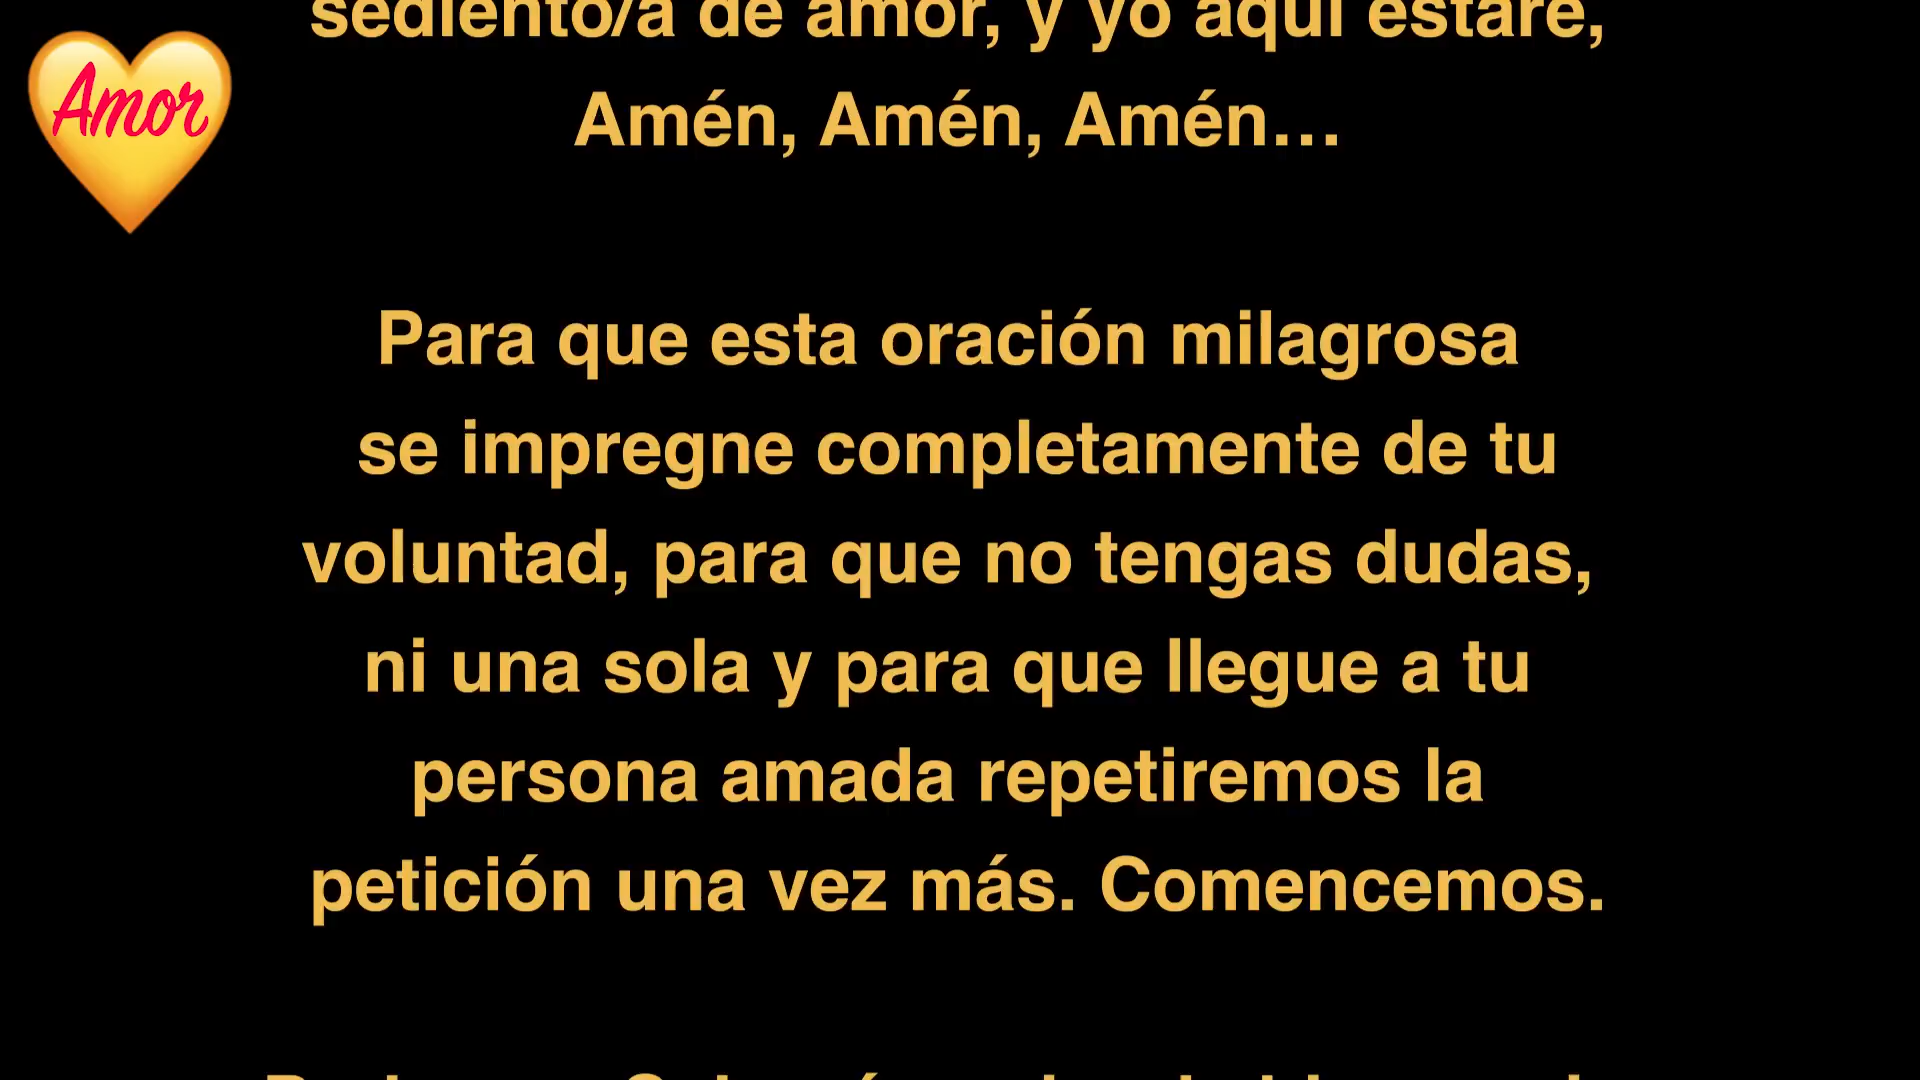 Amor
sediento/a de amor, y yo aquí estaré,
Amén, Amén, Amén...
Para que esta oración milagrosa
se impregne completamente de tu
voluntad, para que no tengas dudas,
ni una sola y para que llegue a tu
persona amada repetiremos la
petición una vez más. Comencemos.